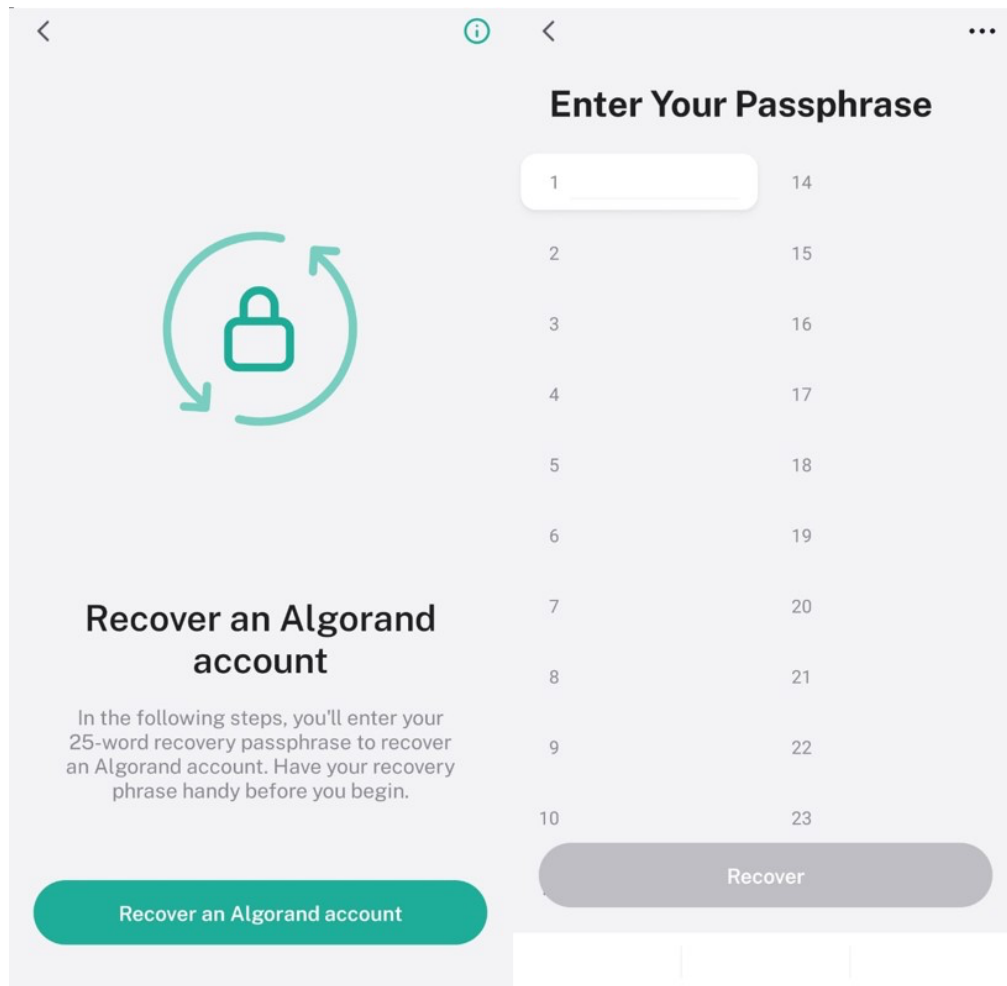 Recover an Algorand
account
In the following steps, you'll enter your
25-word recovery passphrase to recover
an Algorand account. Have your recovery
phrase handy before you begin.
Recover an Algorand account
Enter Your Passphrase
1 14
2 15
3 16
4 17
5 18
6 19
7 20
8 21
9 22
10 23
Recover